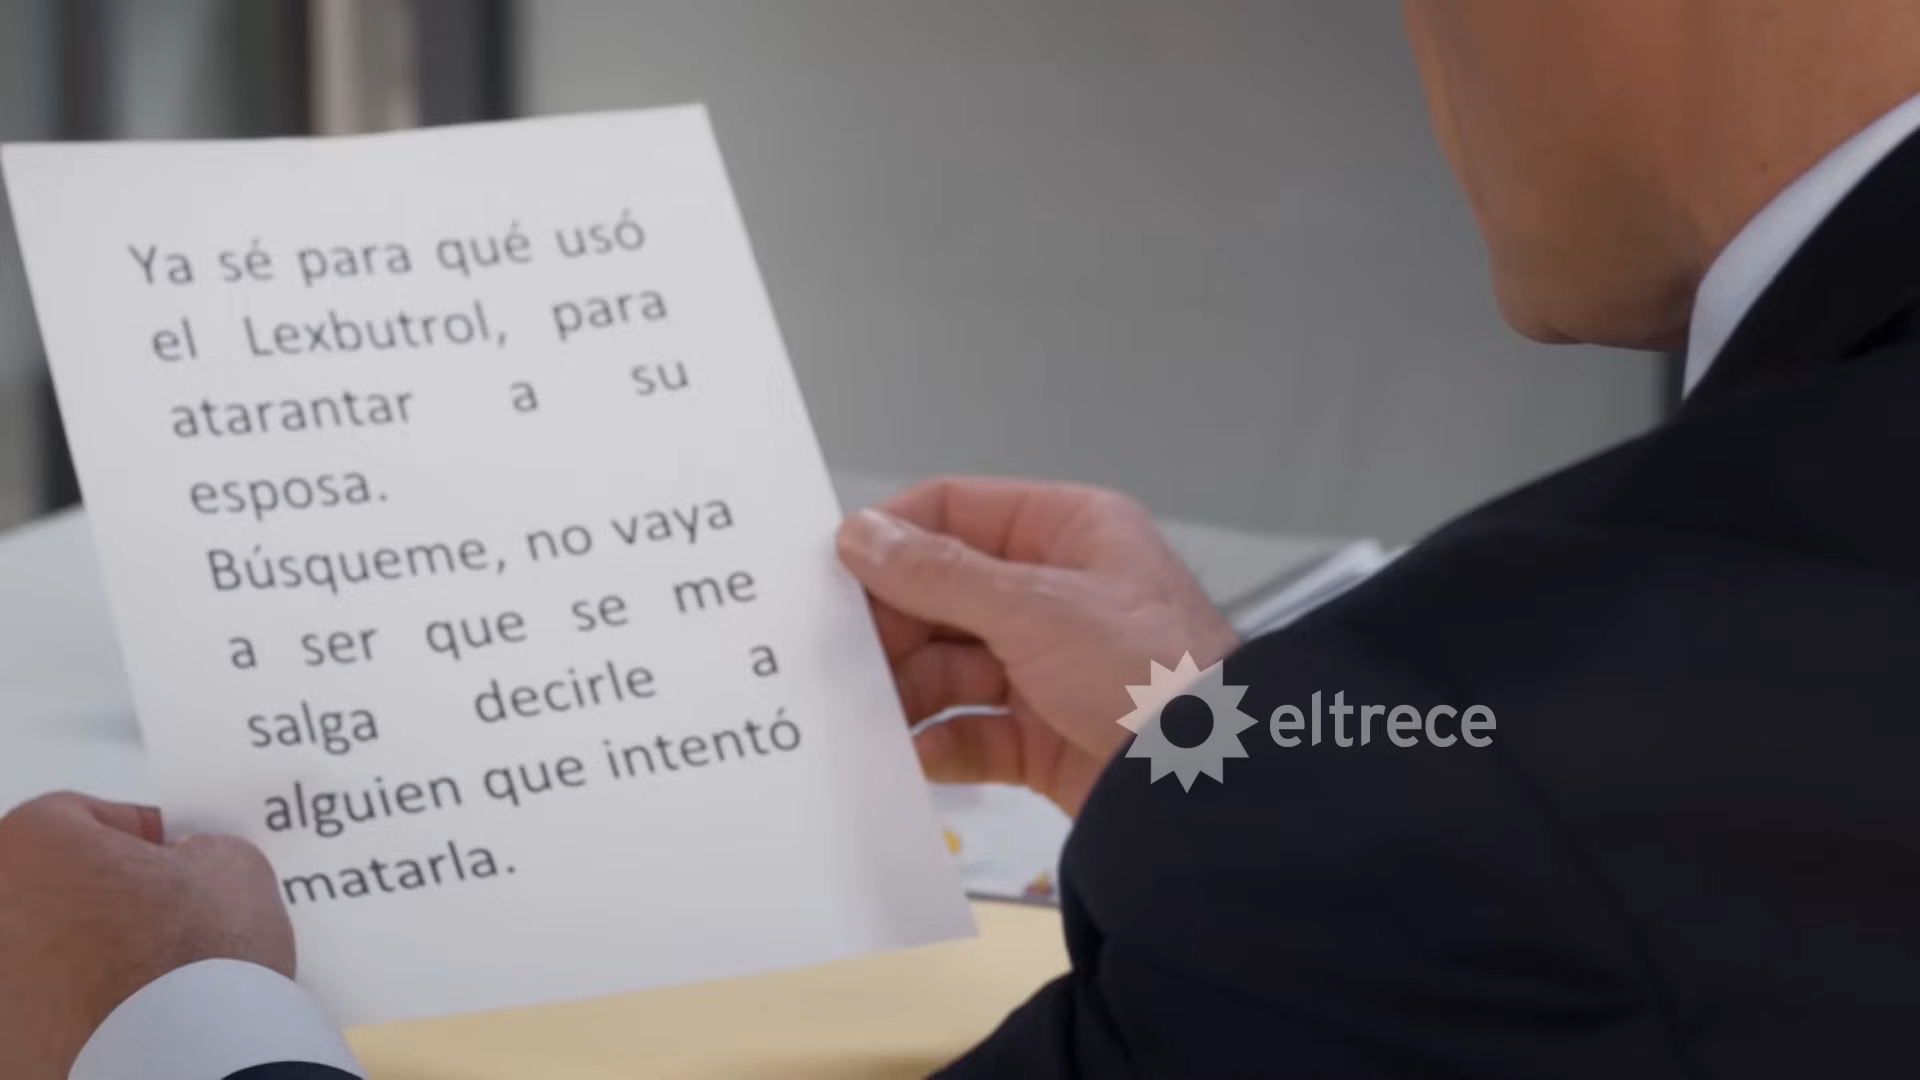 Ya sé para qué usó
el Lexbutrol, para
atarantar a su
esposa.
Búsqueme, no vaya
a ser que se me
salga decirle a
alguien que intentó
matarla.
eltrece